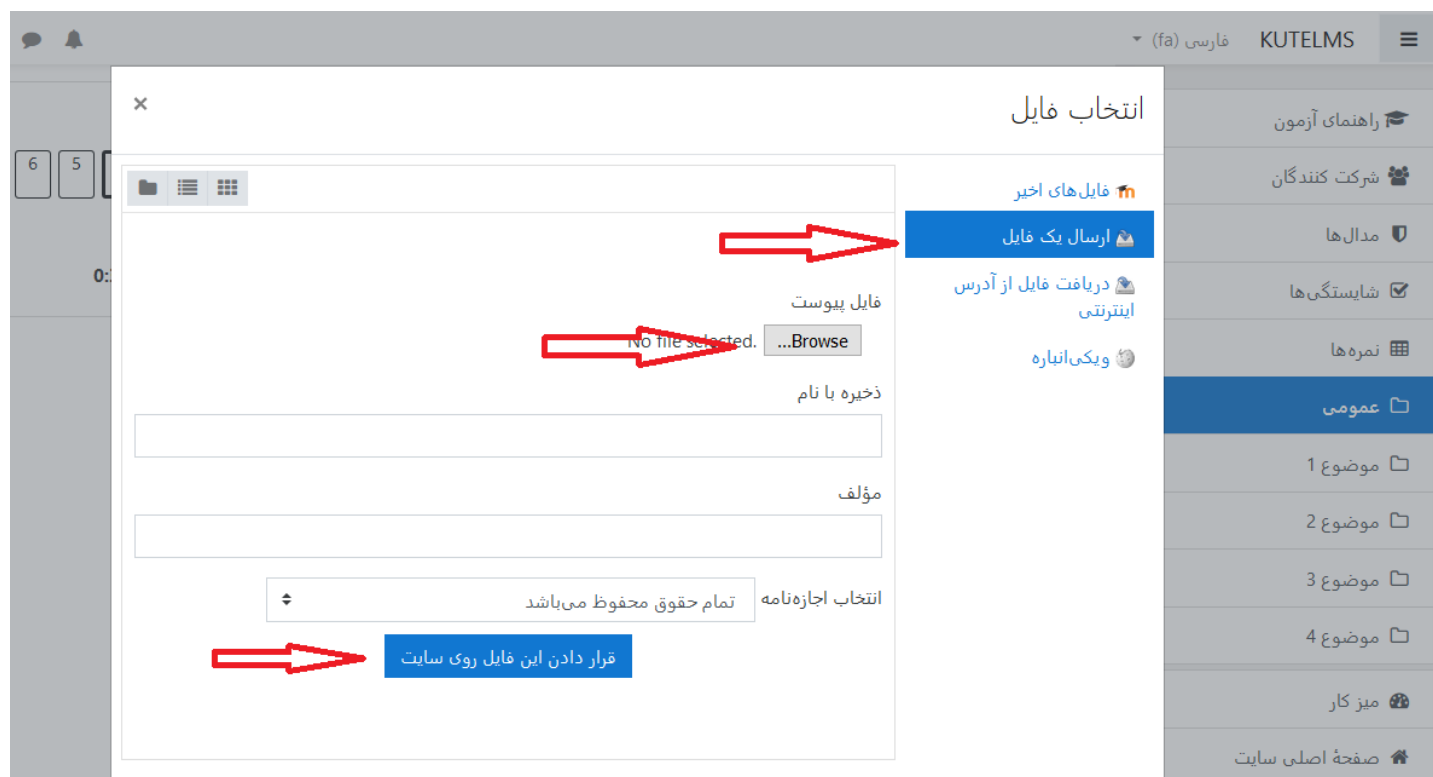 KUTELMS فارسی (fa)
راهنمای آزمون
شرکت کنندگان
مدال‌ها
شایستگی‌ها
نمره‌ها
عمومی
موضوع 1
موضوع 2
موضوع 3
موضوع 4
میز کار
صفحهٔ اصلی سایت
انتخاب فایل
×
فایل‌های اخیر
ارسال یک فایل
دریافت فایل از آدرس
اینترنتی
ویکی‌انباره
فایل پیوست
Browse... No file selected.
ذخیره با نام
مؤلف
انتخاب اجازه‌نامه تمام حقوق محفوظ می‌باشد
قرار دادن این فایل روی سایت
5 6
0: